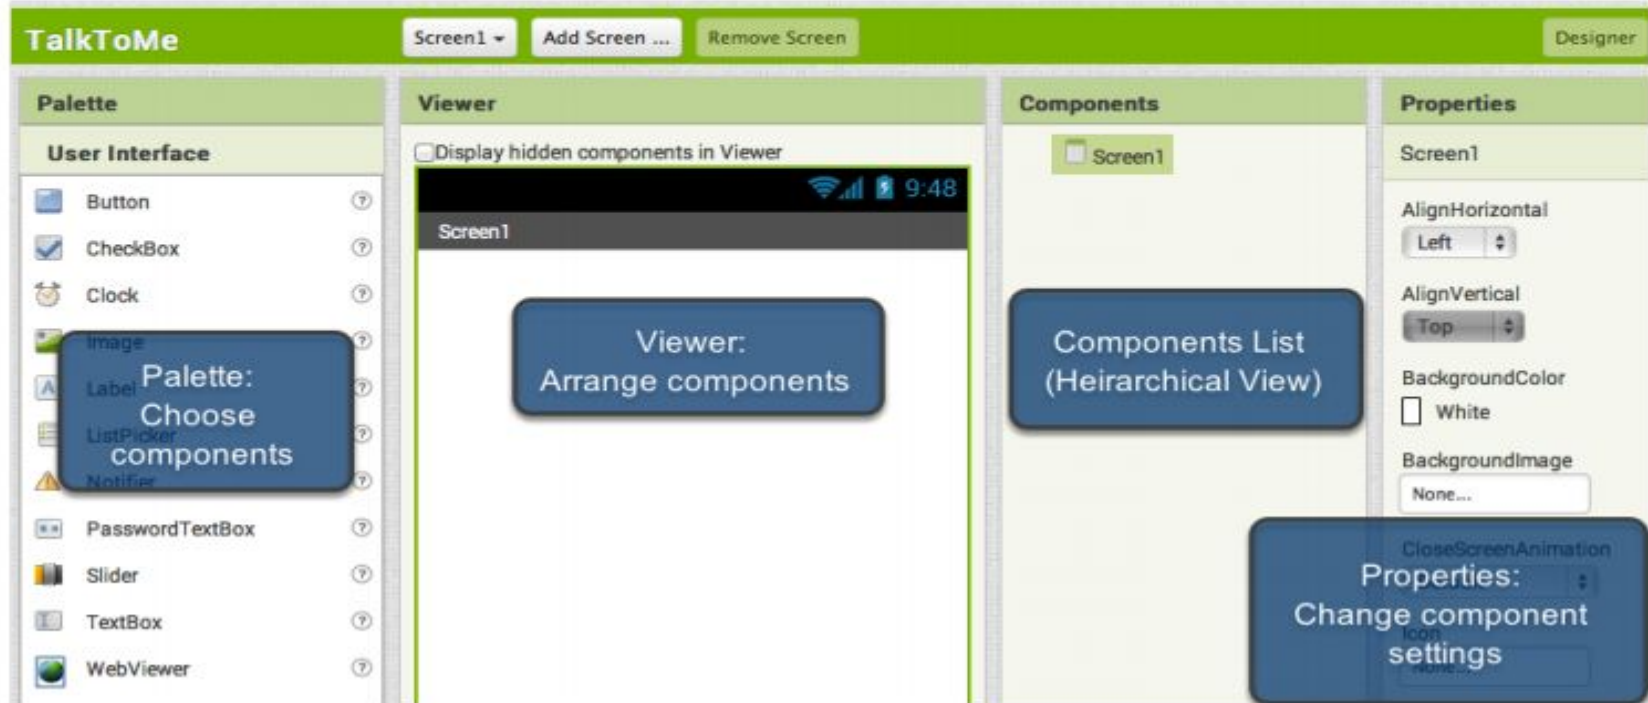 TalkToMe
Screen1
Add Screen ...
Remove Screen
Designer
Palette
User Interface
Button
CheckBox
Clock
Image
Label
ListPicker
Notifier
PasswordTextBox
Slider
TextBox
WebViewer
Palette:
Choose
components
Viewer
Display hidden components in Viewer
9:48
Screen1
Viewer:
Arrange components
Components
Screen1
Components List
(Heirarchical View)
Properties
Screen1
AlignHorizontal
Left
AlignVertical
Top
BackgroundColor
White
BackgroundImage
None...
CloseScreenAnimation
Icon
None...
Properties:
Change component
settings